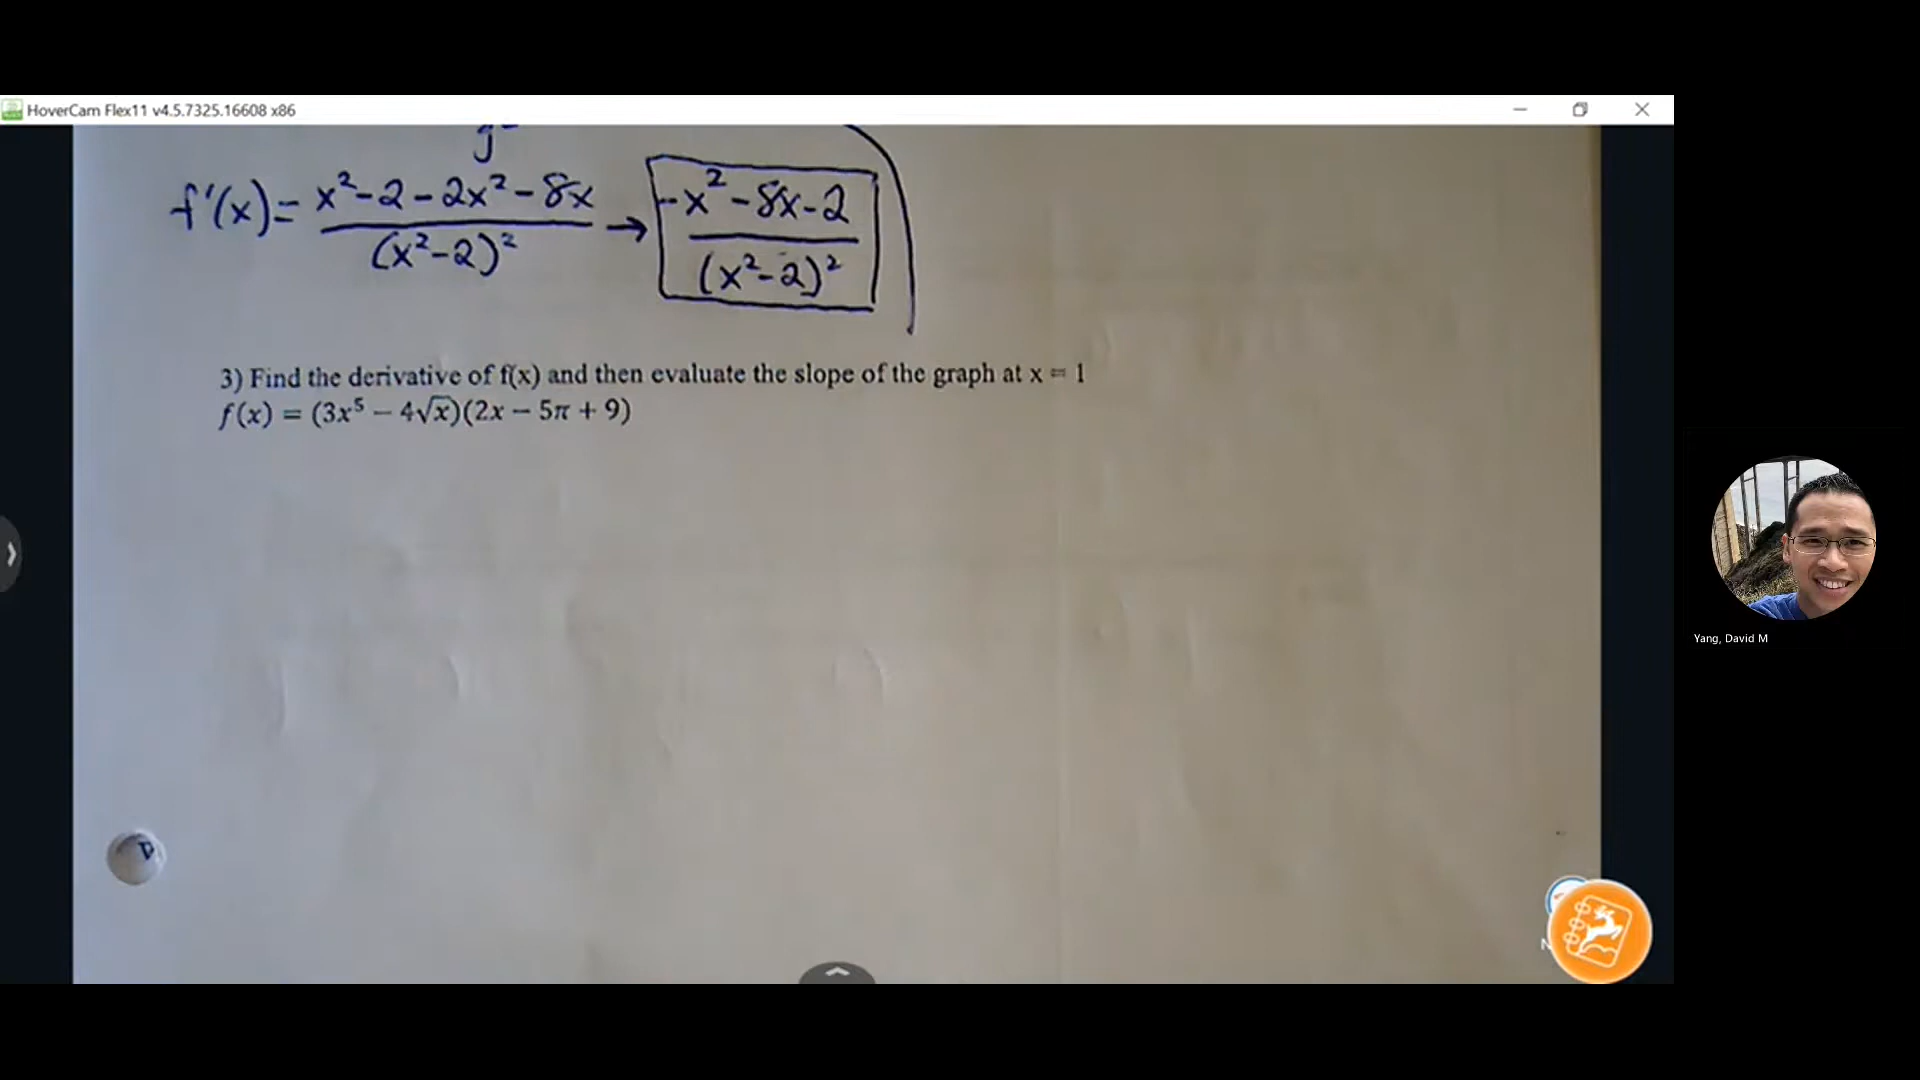 HoverCam Flex11 v4.5.7325.16608 x86
f'(x) = x² - 2 - 2x² - 8x / (x² - 2)² → -x² - 8x - 2 / (x² - 2)²
3) Find the derivative of f(x) and then evaluate the slope of the graph at x = 1
f(x) = (3x⁵ − 4√x)(2x − 5π + 9)
Yang, David M